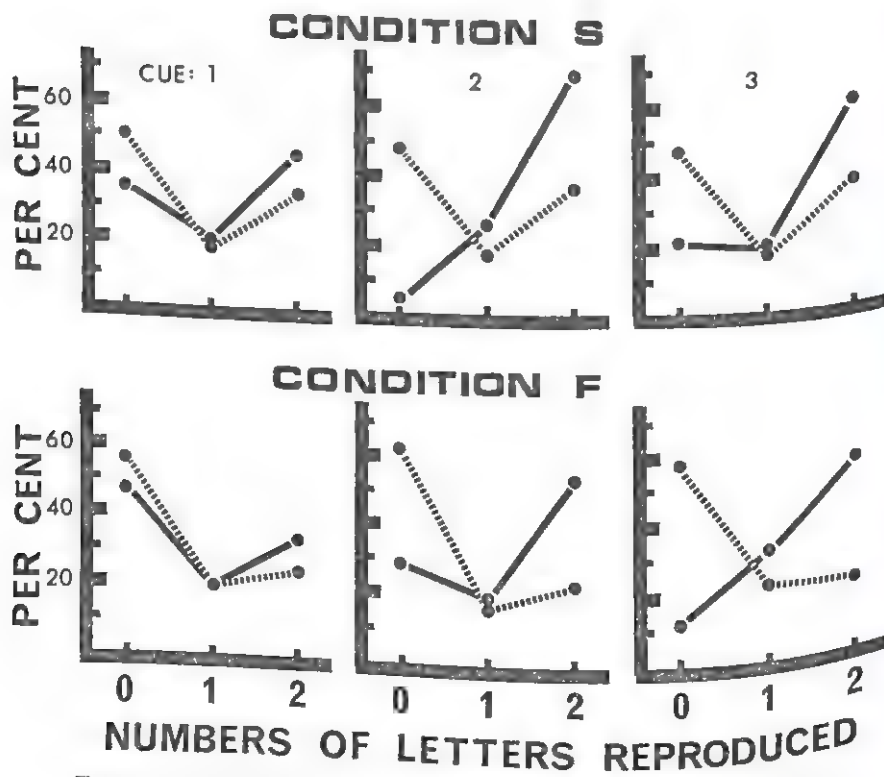 CONDITION S
CUE: 1
2
3
PER CENT
60
40
20
CONDITION F
PER CENT
60
40
20
0 1 2 0 1 2 0 1 2
NUMBERS OF LETTERS REPRODUCED